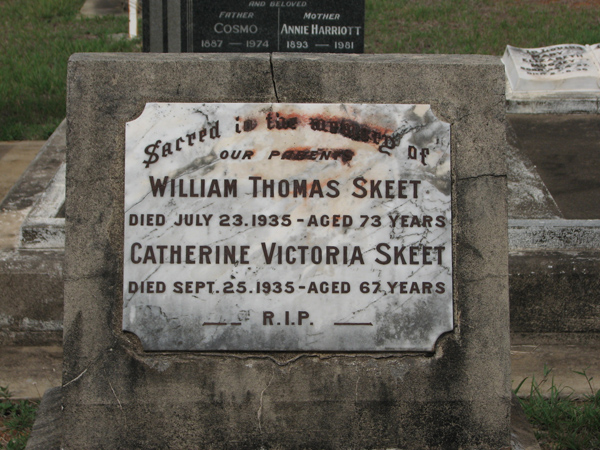 AND BELOVED
FATHER MOTHER
COSMO ANNIE HARRIOTT
1887 - 1974 1893 - 1981
Sacred in the memory of
OUR PARENTS
WILLIAM THOMAS SKEET
DIED JULY 23.1935 - AGED 73 YEARS
CATHERINE VICTORIA SKEET
DIED SEPT. 25.1935 - AGED 67 YEARS
R.I.P.